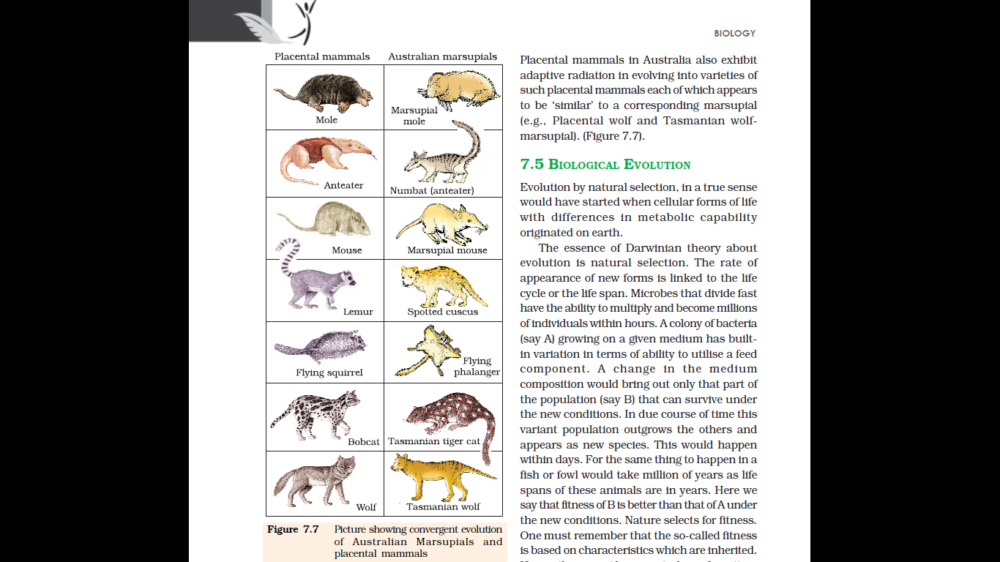 BIOLOGY
Placental mammals Australian marsupials
Mole
Marsupial
mole
Anteater
Numbat (anteater)
Mouse
Marsupial mouse
Lemur
Spotted cuscus
Flying squirrel
Flying
phalanger
Bobcat
Tasmanian tiger cat
Wolf
Tasmanian wolf
Figure 7.7 Picture showing convergent evolution
of Australian Marsupials and
placental mammals
Placental mammals in Australia also exhibit
adaptive radiation in evolving into varieties of
such placental mammals each of which appears
to be ‘similar’ to a corresponding marsupial
(e.g., Placental wolf and Tasmanian wolf-
marsupial). (Figure 7.7).
7.5 BIOLOGICAL EVOLUTION
Evolution by natural selection, in a true sense
would have started when cellular forms of life
with differences in metabolic capability
originated on earth.
The essence of Darwinian theory about
evolution is natural selection. The rate of
appearance of new forms is linked to the life
cycle or the life span. Microbes that divide fast
have the ability to multiply and become millions
of individuals within hours. A colony of bacteria
(say A) growing on a given medium has built-
in variation in terms of ability to utilise a feed
component. A change in the medium
composition would bring out only that part of
the population (say B) that can survive under
the new conditions. In due course of time this
variant population outgrows the others and
appears as new species. This would happen
within days. For the same thing to happen in a
fish or fowl would take million of years as life
spans of these animals are in years. Here we
say that fitness of B is better than that of A under
the new conditions. Nature selects for fitness.
One must remember that the so-called fitness
is based on characteristics which are inherited.